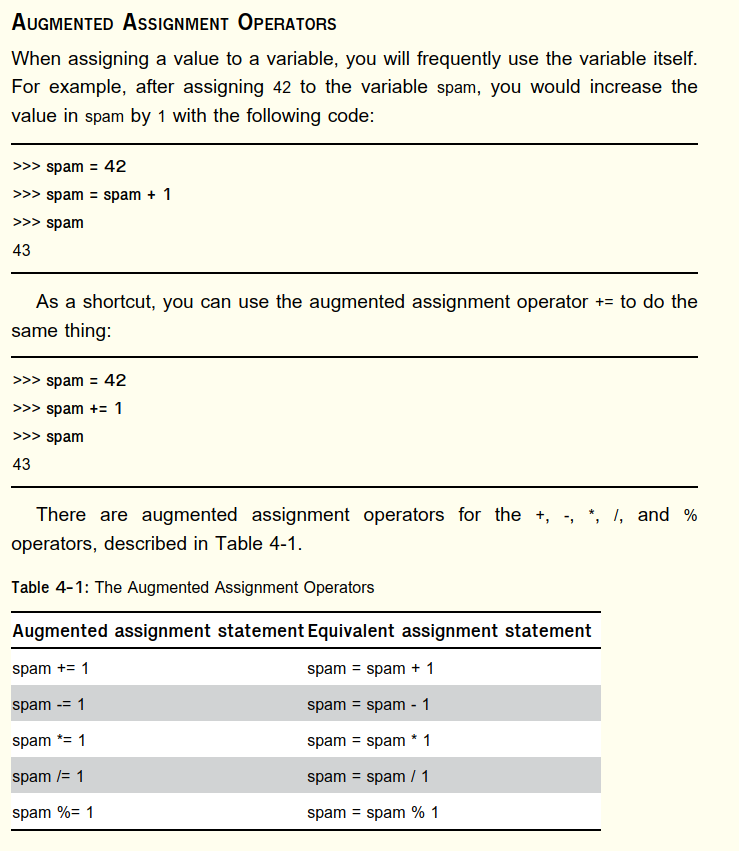 AUGMENTED ASSIGNMENT OPERATORS
When assigning a value to a variable, you will frequently use the variable itself.
For example, after assigning 42 to the variable spam, you would increase the
value in spam by 1 with the following code:
>>> spam = 42
>>> spam = spam + 1
>>> spam
43
As a shortcut, you can use the augmented assignment operator += to do the
same thing:
>>> spam = 42
>>> spam += 1
>>> spam
43
There are augmented assignment operators for the +, -, *, /, and %
operators, described in Table 4-1.
Table 4-1: The Augmented Assignment Operators
Augmented assignment statement Equivalent assignment statement
spam += 1 spam = spam + 1
spam -= 1 spam = spam - 1
spam *= 1 spam = spam * 1
spam /= 1 spam = spam / 1
spam %= 1 spam = spam % 1